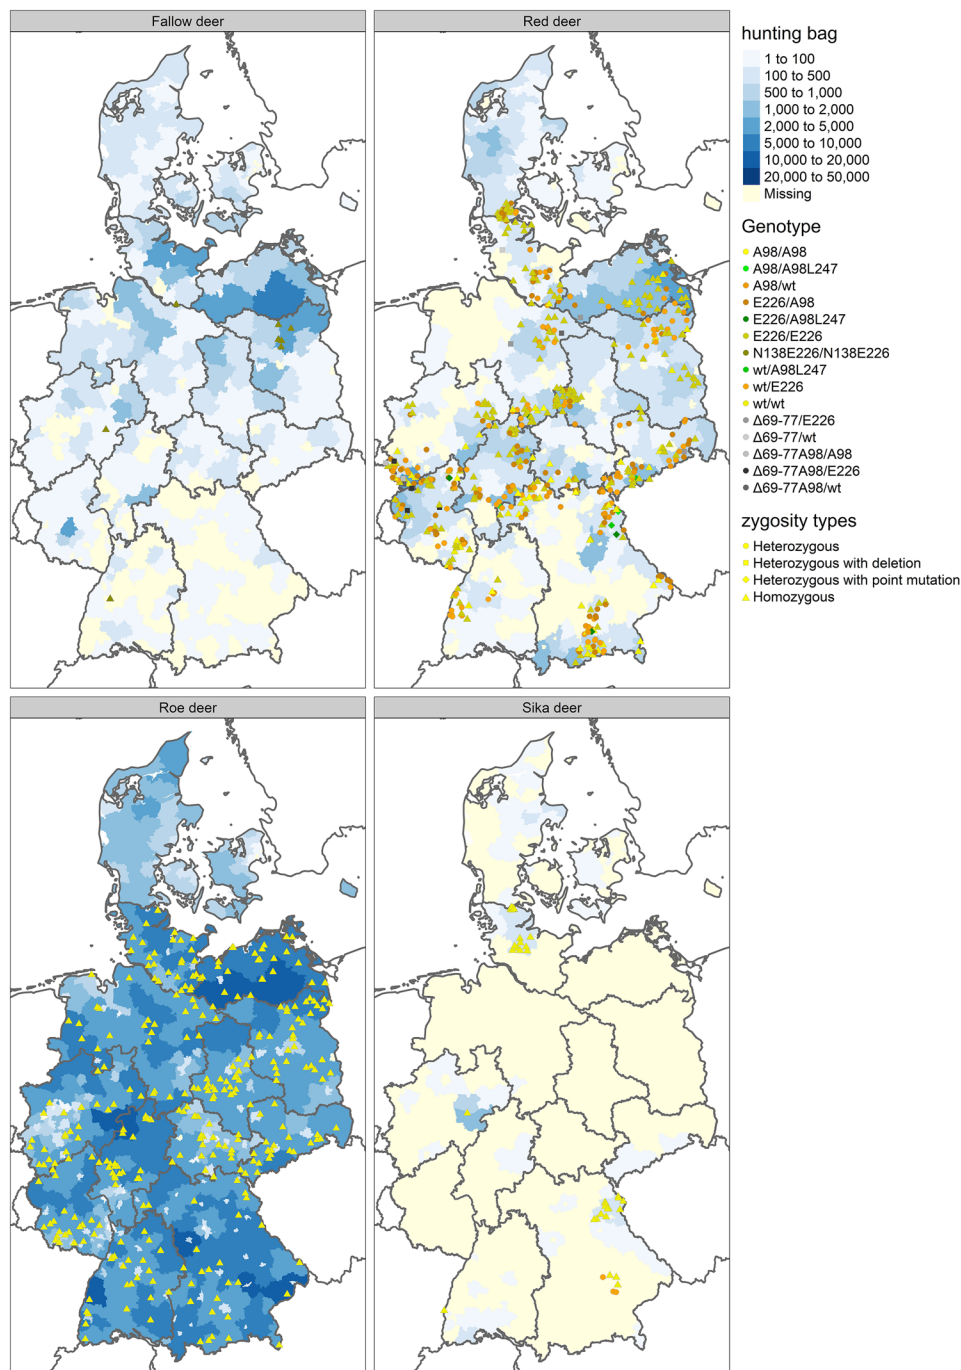 Fallow deer
Red deer
hunting bag
1 to 100
100 to 500
500 to 1,000
1,000 to 2,000
2,000 to 5,000
5,000 to 10,000
10,000 to 20,000
20,000 to 50,000
Missing
Genotype
A98/A98
A98/A98L247
A98/wt
E226/A98
E226/A98L247
E226/E226
N138E226/N138E226
wt/A98L247
wt/E226
wt/wt
Δ69-77/E226
Δ69-77/wt
Δ69-77A98/A98
Δ69-77A98/E226
Δ69-77A98/wt
zygosity types
Heterozygous
Heterozygous with deletion
Heterozygous with point mutation
Homozygous
Roe deer
Sika deer